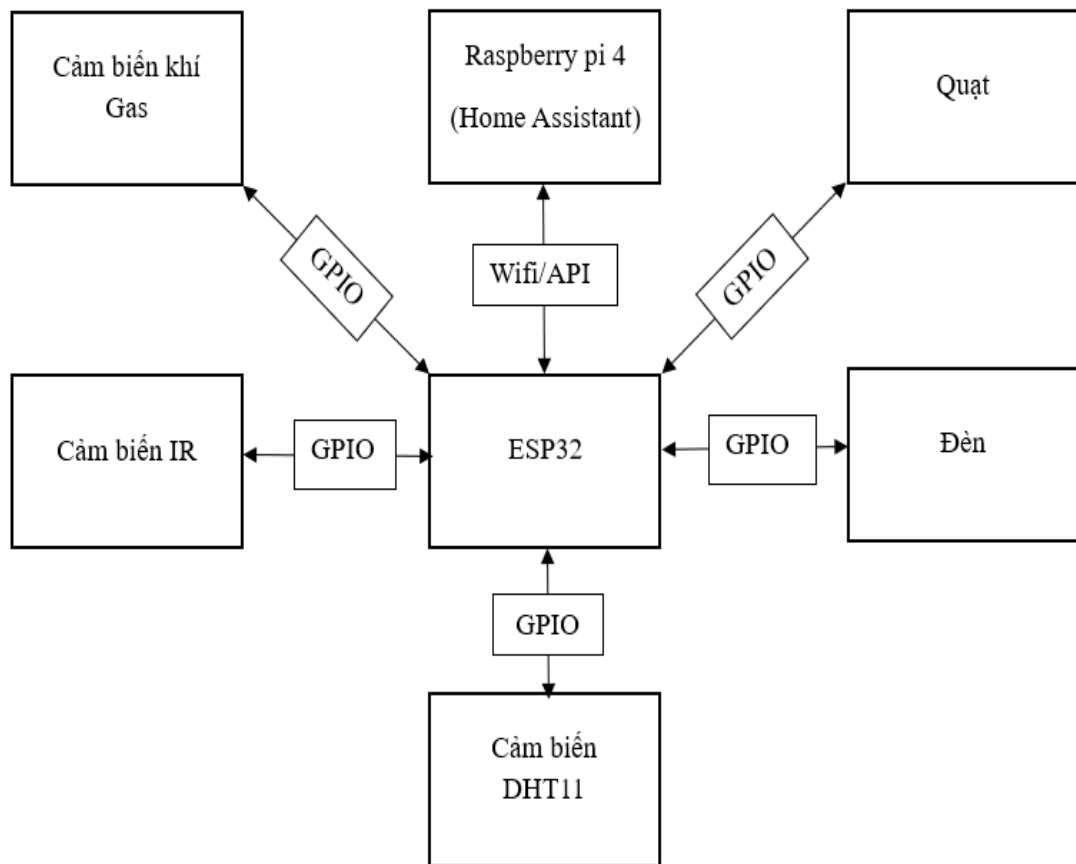 Cảm biến khí
Gas
Raspberry pi 4
(Home Assistant)
Quạt
GPIO
Wifi/API
GPIO
Cảm biến IR
GPIO
ESP32
GPIO
Đèn
GPIO
Cảm biến
DHT11